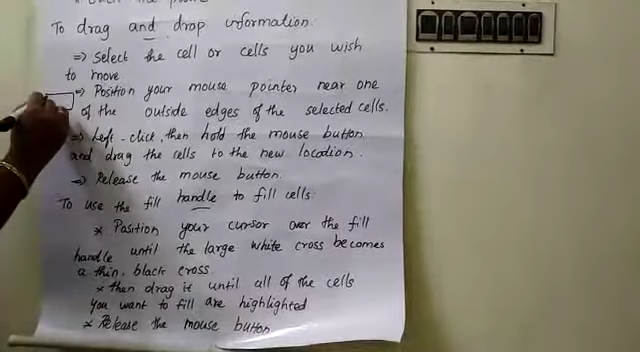 To drag and drop information.
=> Select the cell or cells you wish
to move
=> Position your mouse pointer near one
of the outside edges of the selected cells.
=> Left-click, then hold the mouse button
and drag the cells to the new location.
=> Release the mouse button.
To use the fill handle to fill cells:
* Position your cursor over the fill
handle until the large white cross becomes
a thin, black cross.
* then drag it until all of the cells
you want to fill are highlighted
* Release the mouse button